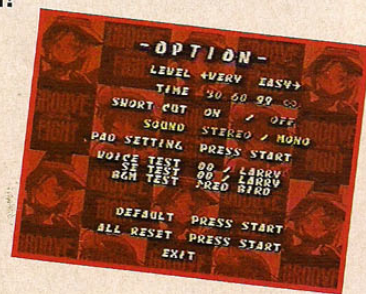 -OPTION-
LEVEL ←VERY EASY→
TIME 30 60 99 ∞
SHORT CUT ON / OFF
SOUND STEREO / MONO
PAD SETTING PRESS START
VOICE TEST 00 / LARRY
SE TEST 00 / LARRY
BGM TEST ♪RED BIRD
DEFAULT PRESS START
ALL RESET PRESS START
EXIT